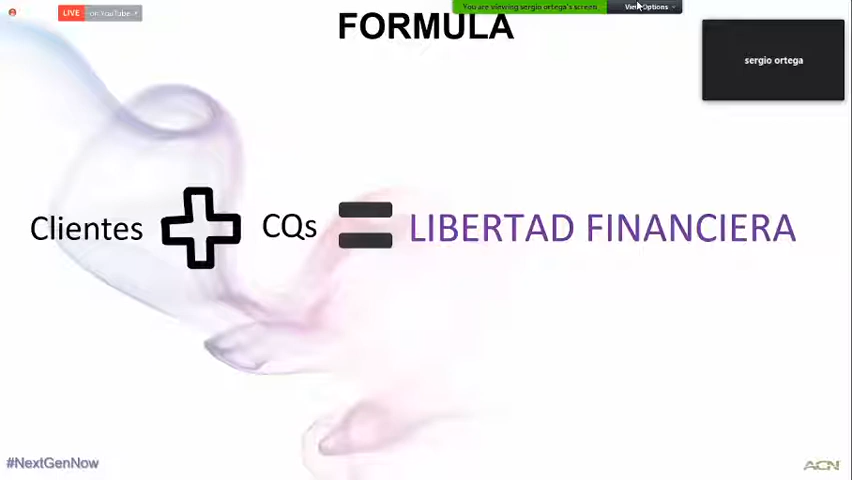 LIVE on YouTube
You are viewing sergio ortega's screen View Options
FORMULA
sergio ortega
Clientes CQs LIBERTAD FINANCIERA
#NextGenNow
ACN